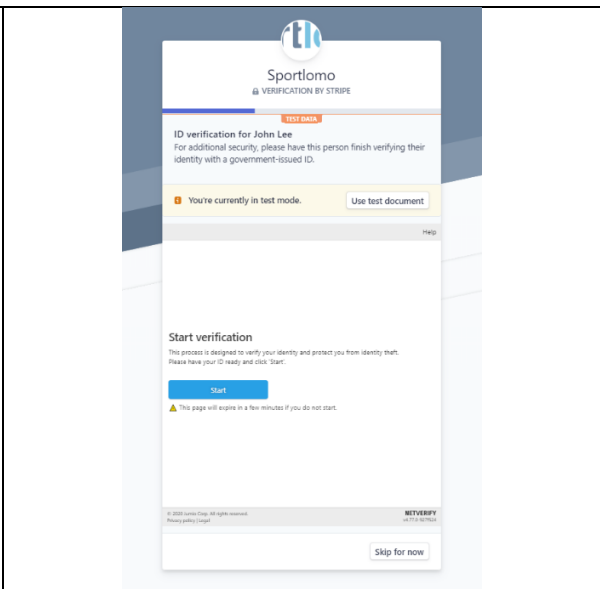 rtlo
Sportlomo
VERIFICATION BY STRIPE
TEST DATA
ID verification for John Lee
For additional security, please have this person finish verifying their
identity with a government-issued ID.
You're currently in test mode.
Use test document
Help
Start verification
This process is designed to verify your identity and protect you from identity theft.
Please have your ID ready and click 'Start'.
Start
This page will expire in a few minutes if you do not start.
© 2020 Jumio Corp. All rights reserved.
Privacy policy | Legal
NETVERIFY
Skip for now